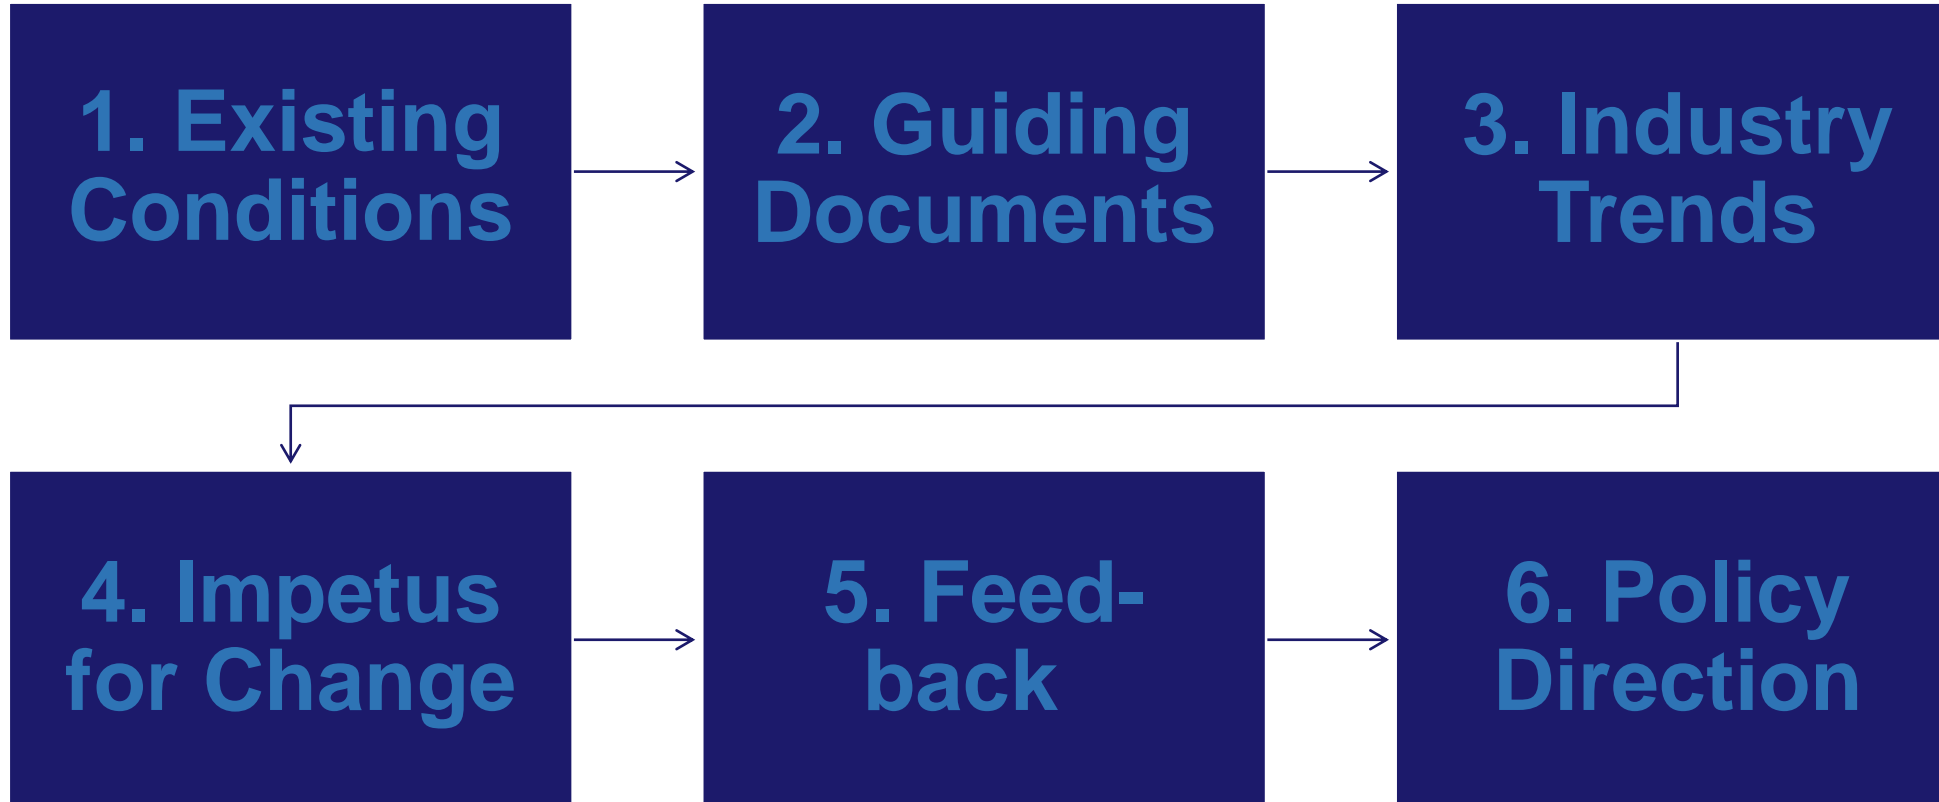 1. Existing
Conditions
2. Guiding
Documents
3. Industry
Trends
4. Impetus
for Change
5. Feed-
back
6. Policy
Direction